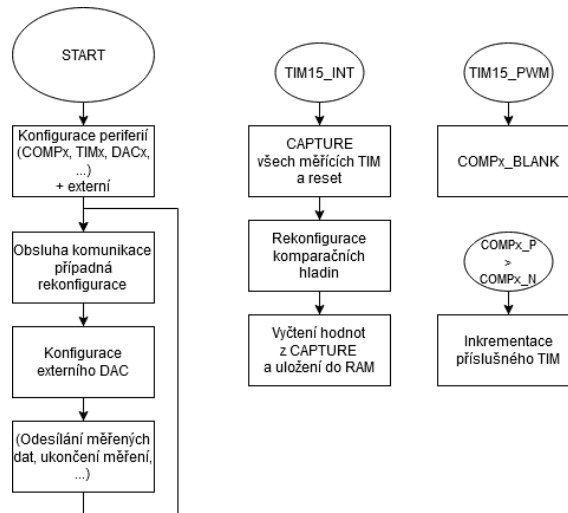 START
Konfigurace periferií
(COMPx, TIMx, DACx,
...)
+ externí
Obsluha komunikace
případná
rekonfigurace
Konfigurace
externího DAC
(Odesílání měřených
dat, ukončení měření,
...)
TIM15_INT
CAPTURE
všech měřících TIM
a reset
Rekonfigurace
komparačních
hladin
Vyčtení hodnot
z CAPTURE
a uložení do RAM
TIM15_PWM
COMPx_BLANK
COMPx_P
>
COMPx_N
Inkrementace
příslušného TIM